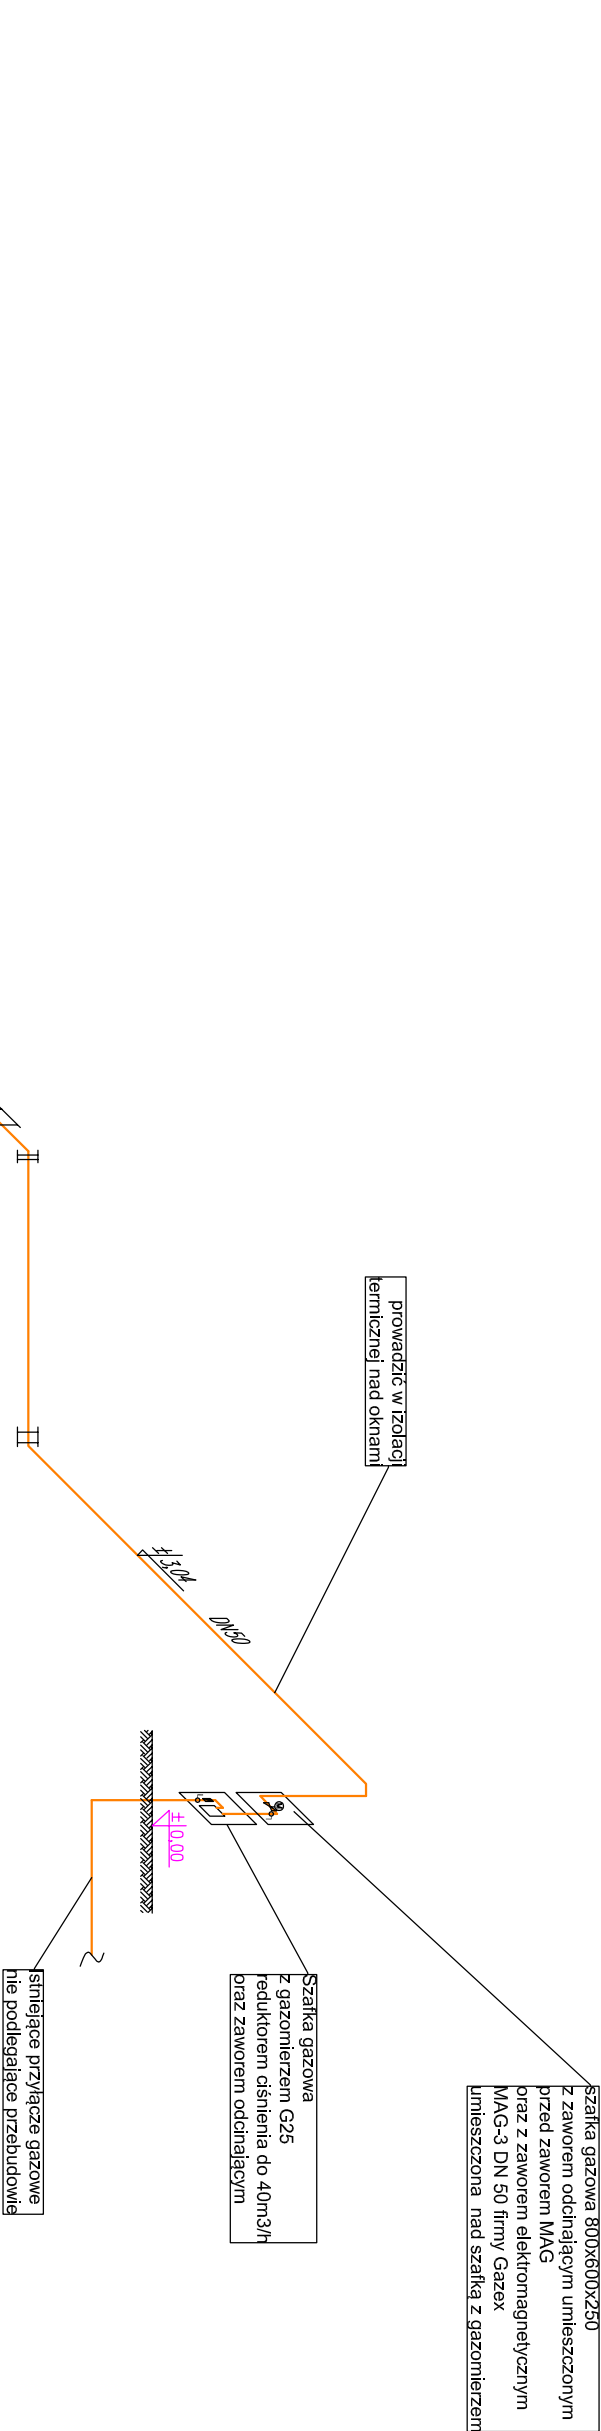 szafka gazowa 800x600x250
z zaworem odcinającym umieszczonym
przed zaworem MAG
oraz z zaworem elektromagnetycznym
MAG-3 DN 50 firmy Gazex
umieszczona nad szafką z gazomierzem
prowadzić w izolacji
termicznej nad oknami
Szafka gazowa
z gazomierzem G25
reduktorem ciśnienia do 40m3/h
oraz zaworem odcinającym
DN50
±3,04
±0,00
Istniejące przyłącze gazowe
nie podlegające przebudowie